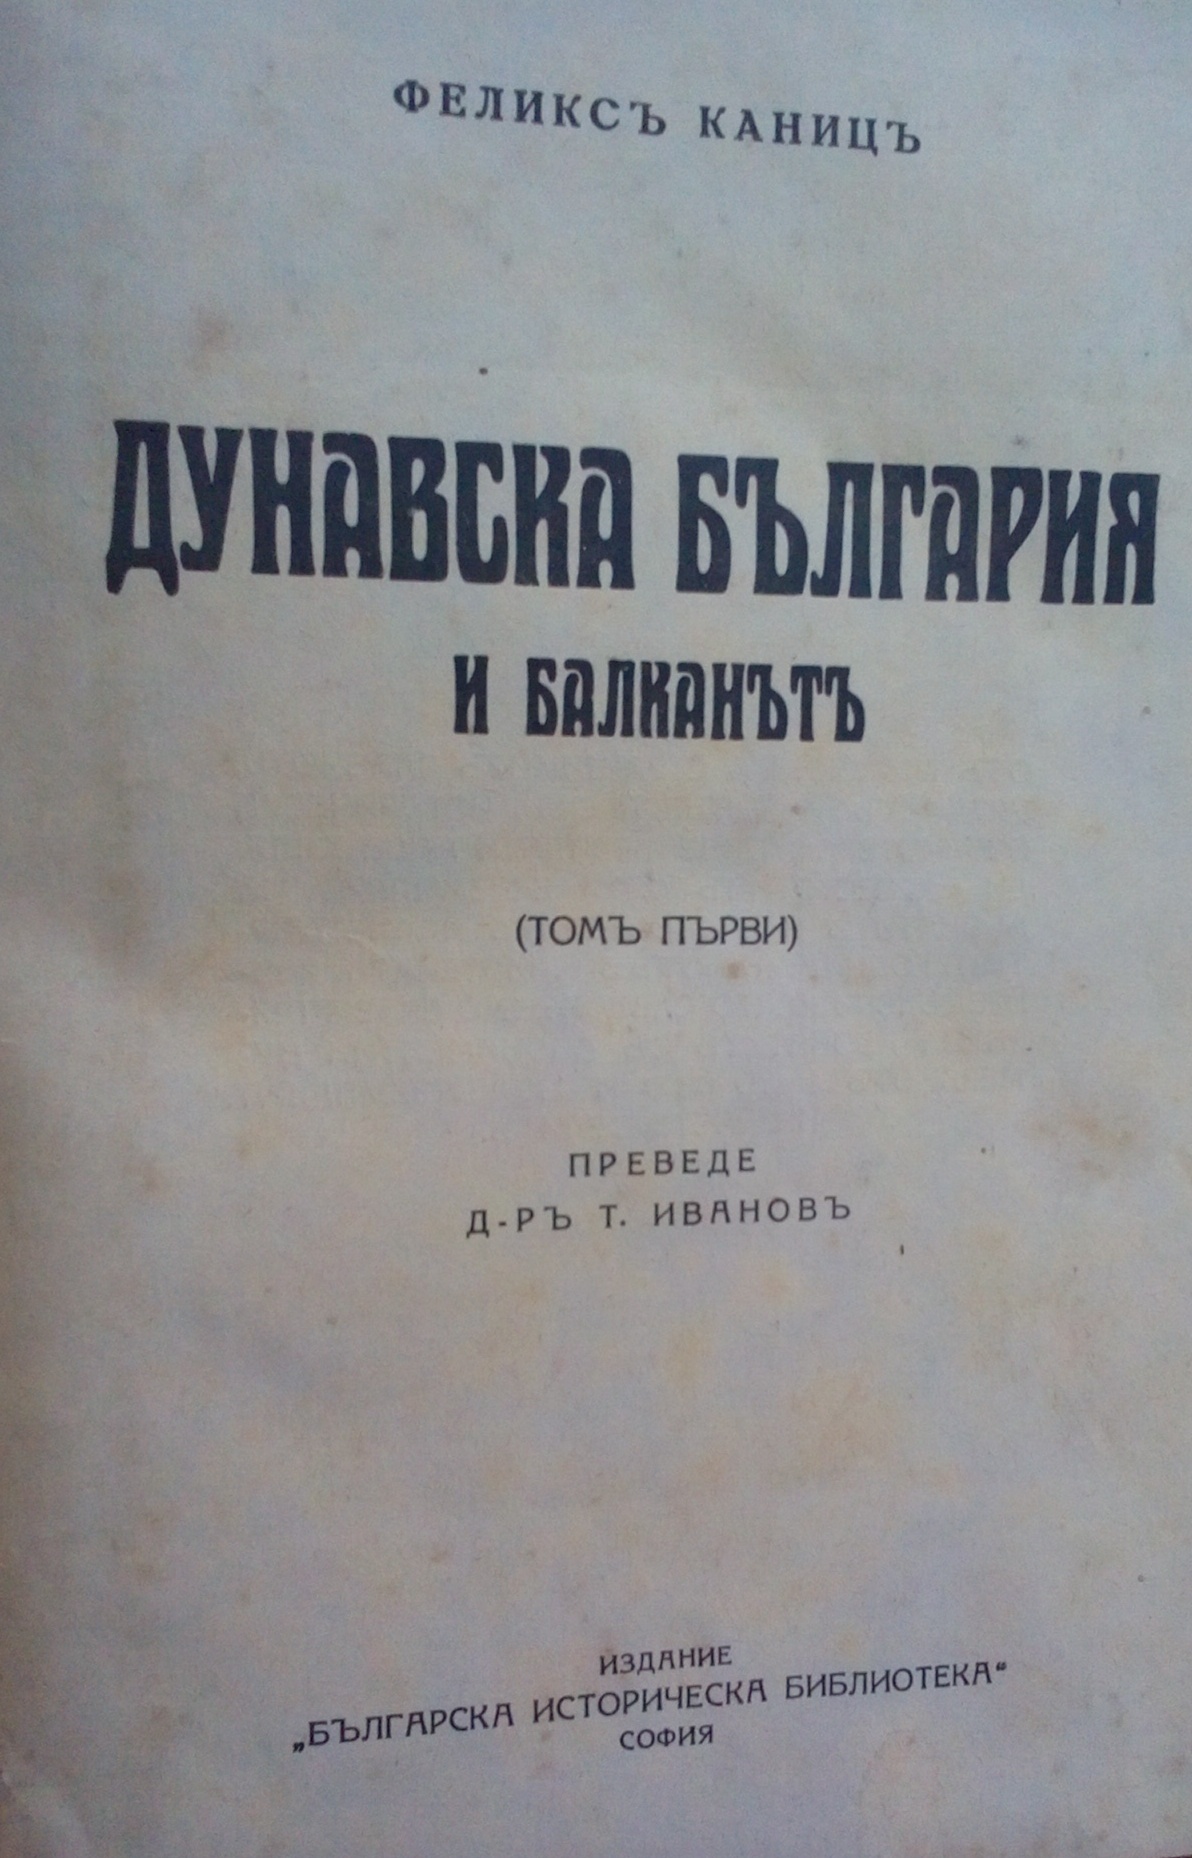 ФЕЛИКСЪ КАНИЦЪ
ДУНАВСКА БЪЛГАРИЯ
И БАЛКАНЪТЪ
(ТОМЪ ПЪРВИ)
ПРЕВЕДЕ
Д-РЪ Т. ИВАНОВЪ
ИЗДАНИЕ
„БЪЛГАРСКА ИСТОРИЧЕСКА БИБЛИОТЕКА“
СОФИЯ